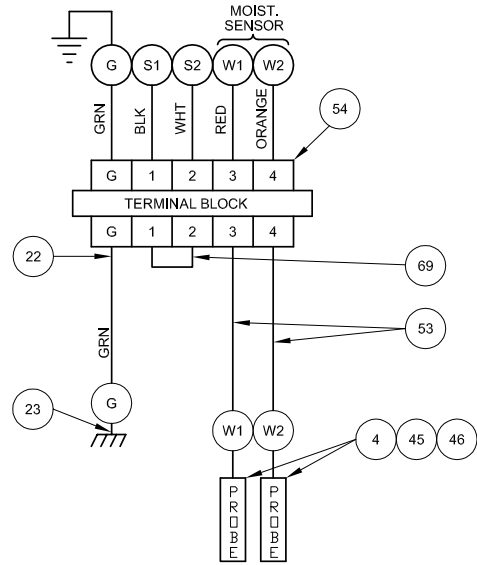 MOIST.
SENSOR
G S1 S2 W1 W2
GRN BLK WHT RED ORANGE
54
G 1 2 3 4
TERMINAL BLOCK
G 1 2 3 4
22
69
53
GRN
23
G
W1 W2
4 45 46
PROBE PROBE